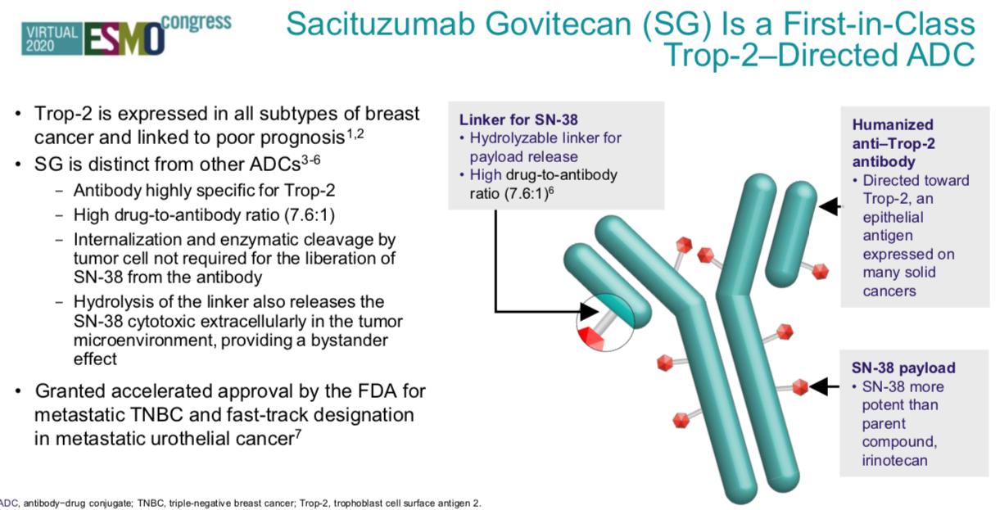 VIRTUAL
2020
ESMO
congress
Sacituzumab Govitecan (SG) Is a First-in-Class
Trop-2–Directed ADC
• Trop-2 is expressed in all subtypes of breast
cancer and linked to poor prognosis1,2
• SG is distinct from other ADCs3-6
– Antibody highly specific for Trop-2
– High drug-to-antibody ratio (7.6:1)
– Internalization and enzymatic cleavage by
tumor cell not required for the liberation of
SN-38 from the antibody
– Hydrolysis of the linker also releases the
SN-38 cytotoxic extracellularly in the tumor
microenvironment, providing a bystander
effect
• Granted accelerated approval by the FDA for
metastatic TNBC and fast-track designation
in metastatic urothelial cancer7
Linker for SN-38
• Hydrolyzable linker for
payload release
• High drug-to-antibody
ratio (7.6:1)6
Humanized
anti–Trop-2
antibody
• Directed toward
Trop-2, an
epithelial
antigen
expressed on
many solid
cancers
SN-38 payload
• SN-38 more
potent than
parent
compound,
irinotecan
ADC, antibody–drug conjugate; TNBC, triple-negative breast cancer; Trop-2, trophoblast cell surface antigen 2.